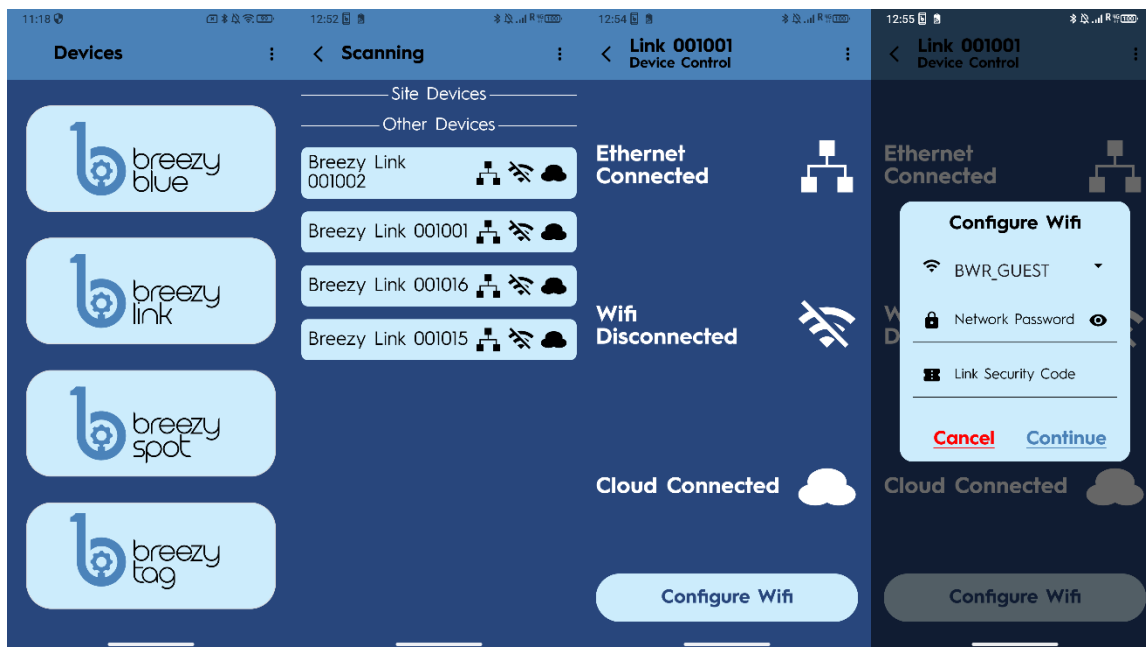 11:18
Devices
breezy
blue
breezy
link
breezy
spot
breezy
tag
12:52
Scanning
Site Devices
Other Devices
Breezy Link
001002
Breezy Link 001001
Breezy Link 001016
Breezy Link 001015
12:54
Link 001001
Device Control
Ethernet
Connected
Wifi
Disconnected
Cloud Connected
Configure Wifi
12:55
Link 001001
Device Control
Ethernet
Connected
Configure Wifi
BWR_GUEST
Network Password
Link Security Code
Cancel Continue
Cloud Connected
Configure Wifi